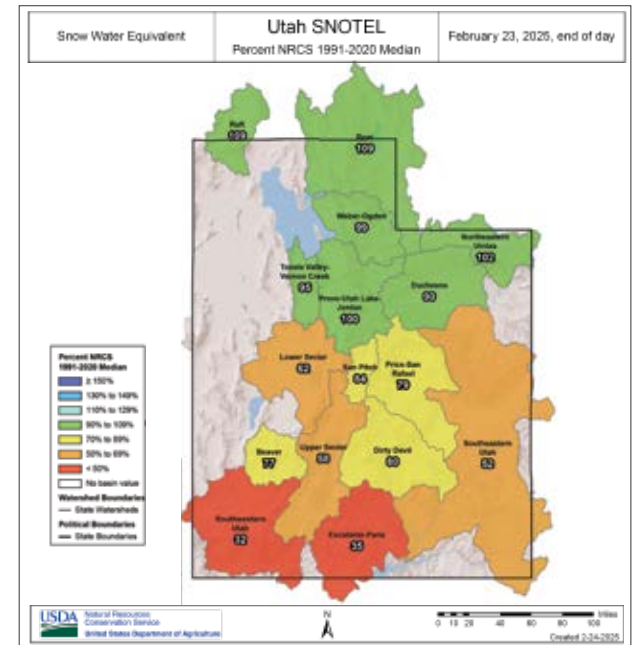 Snow Water Equivalent
Utah SNOTEL
Percent NRCS 1991-2020 Median
February 23, 2025, end of day
Raft
109
Bear
109
Weber-Ogden
99
Northeastern
Uintas
102
Tooele Valley-
Vernon Creek
95
Duchesne
90
Provo-Utah Lake-
Jordan
100
Lower Sevier
62
San Pitch
84
Price-San
Rafael
79
Beaver
77
Upper Sevier
58
Dirty Devil
80
Southeastern
Utah
52
Southwestern
Utah
32
Escalante-Paria
35
Percent NRCS
1991-2020 Median
≥ 150%
130% to 149%
110% to 129%
90% to 109%
70% to 89%
50% to 69%
< 50%
No basin value
Watershed Boundaries
State Watersheds
Political Boundaries
State Boundaries
USDA
Natural Resources
Conservation Service
United States Department of Agriculture
N
Miles
0 10 20 40 60 80 100
Created 2-24-2025